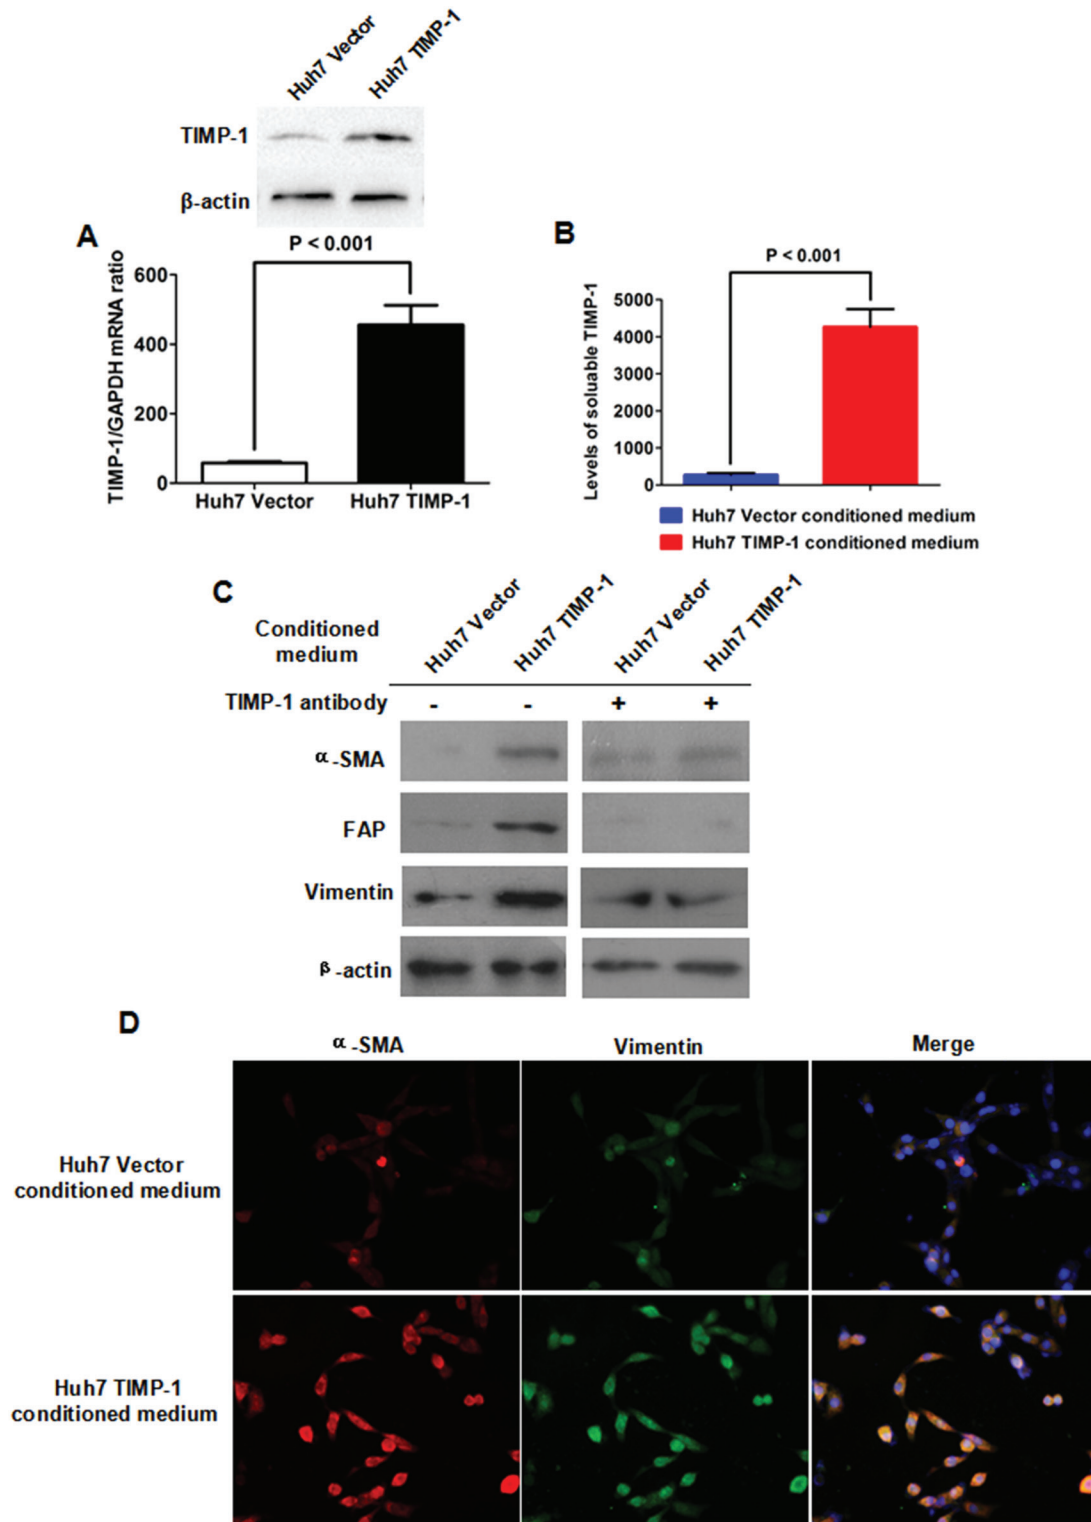 Huh7 Vector
Huh7 TIMP-1
TIMP-1
β-actin
A
P < 0.001
TIMP-1/GAPDH mRNA ratio
600
400
200
0
Huh7 Vector
Huh7 TIMP-1
B
P < 0.001
Levels of soluable TIMP-1
5000
4000
3000
2000
1000
0
Huh7 Vector conditioned medium
Huh7 TIMP-1 conditioned medium
C
Conditioned
medium
Huh7 Vector
Huh7 TIMP-1
Huh7 Vector
Huh7 TIMP-1
TIMP-1 antibody - - + +
α-SMA
FAP
Vimentin
β-actin
D
α-SMA
Vimentin
Merge
Huh7 Vector
conditioned medium
Huh7 TIMP-1
conditioned medium